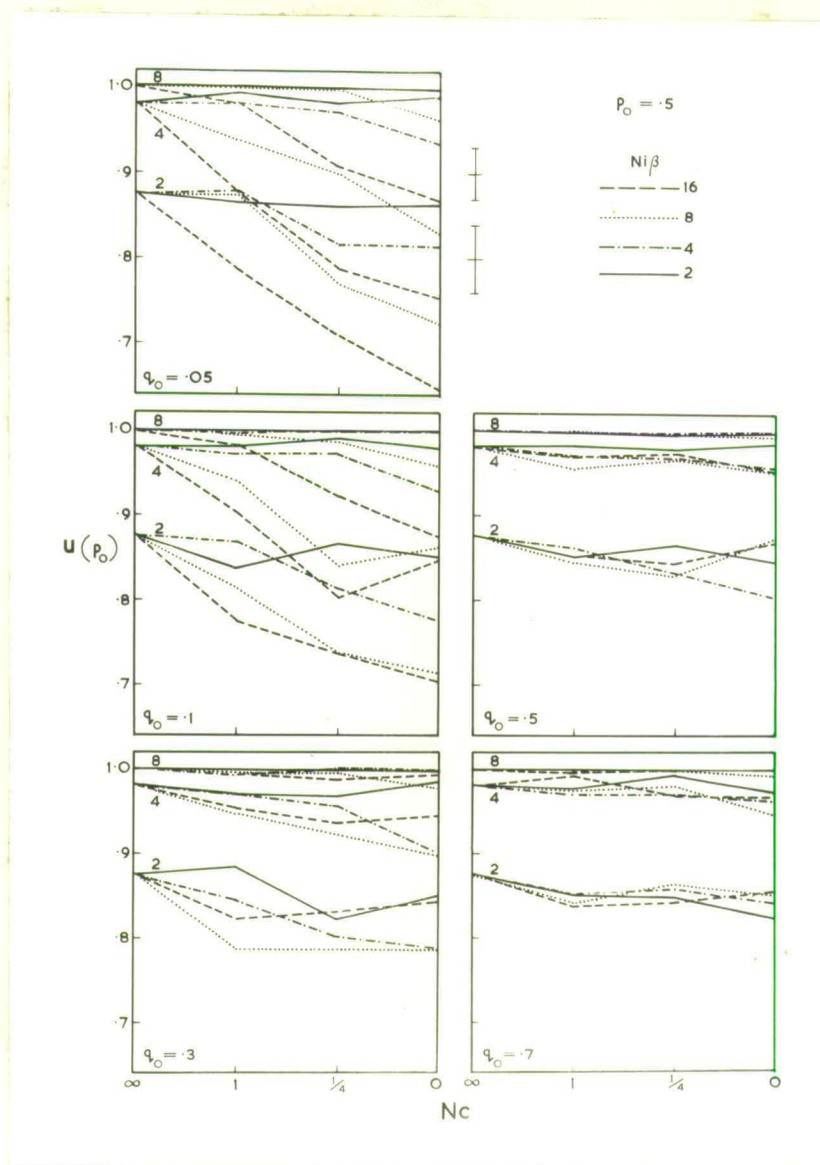 1·0
8
4
·9
2
·8
·7
q₀ = ·05
p₀ = ·5
Niβ
16
8
4
2
u(p₀)
1·0
8
4
·9
2
·8
·7
q₀ = ·1
8
4
2
q₀ = ·5
1·0
8
4
·9
2
·8
·7
q₀ = ·3
∞ 1 ¼ 0
8
4
2
q₀ = ·7
∞ 1 ¼ 0
Nc